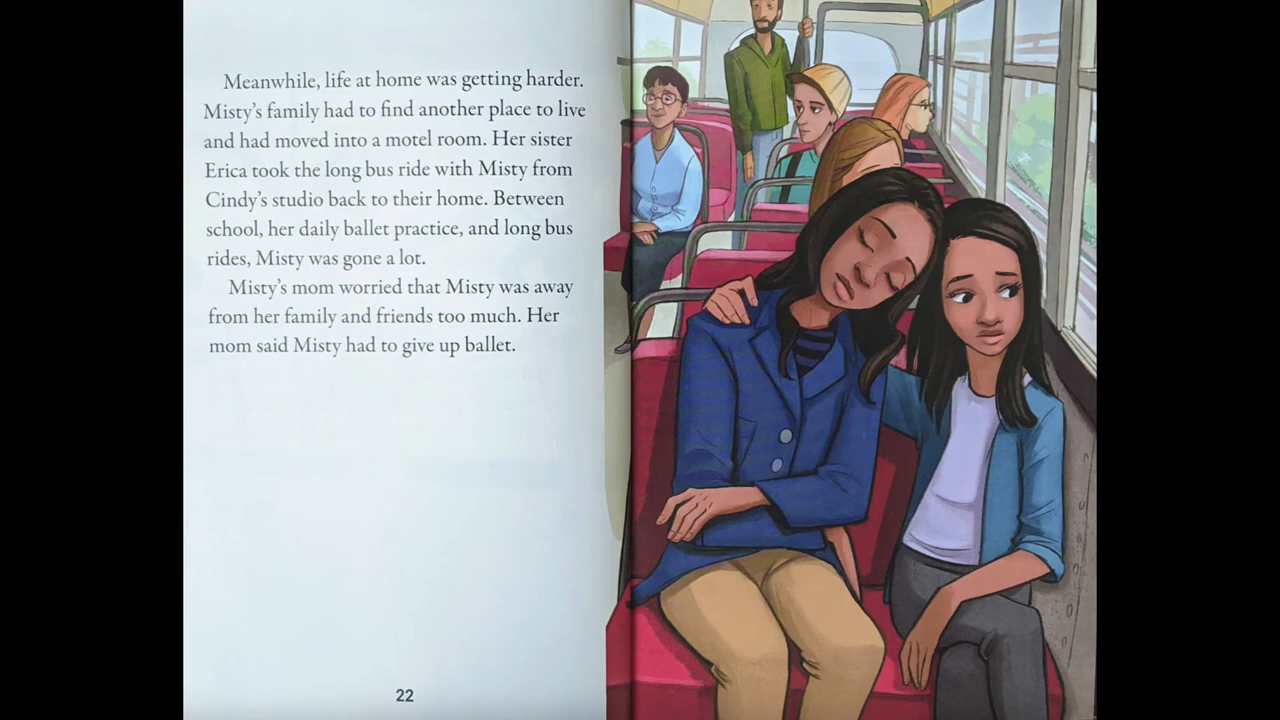 Meanwhile, life at home was getting harder.
Misty’s family had to find another place to live
and had moved into a motel room. Her sister
Erica took the long bus ride with Misty from
Cindy’s studio back to their home. Between
school, her daily ballet practice, and long bus
rides, Misty was gone a lot.
Misty’s mom worried that Misty was away
from her family and friends too much. Her
mom said Misty had to give up ballet.
22